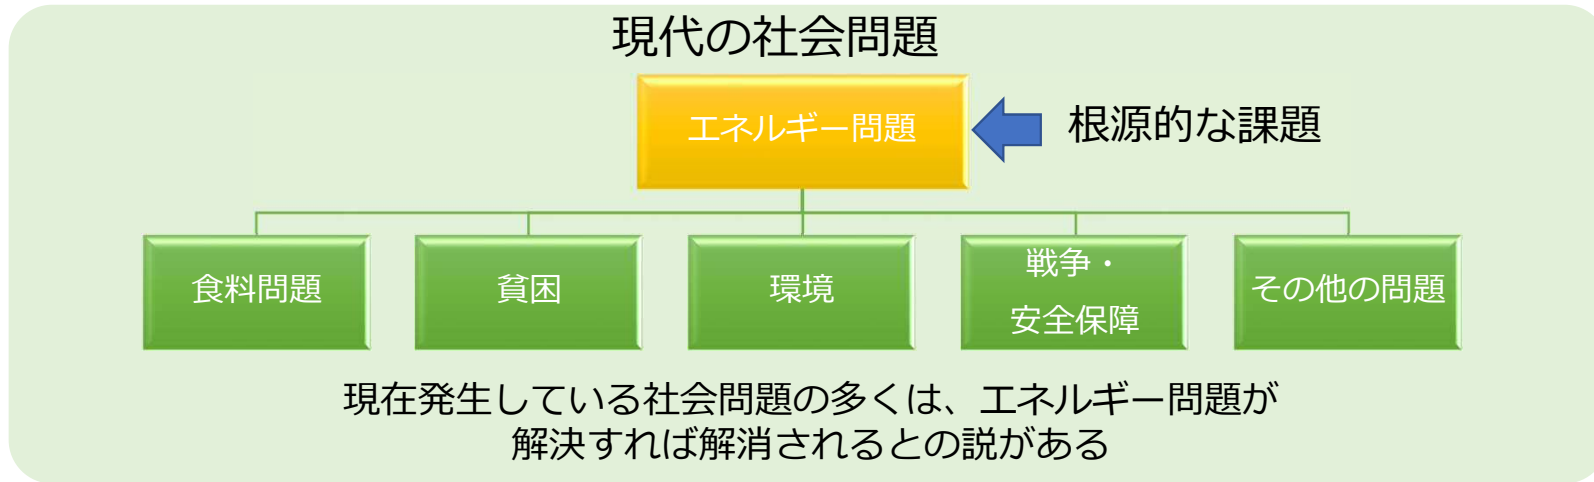 現代の社会問題
エネルギー問題
根源的な課題
食料問題
貧困
環境
戦争・
安全保障
その他の問題
現在発生している社会問題の多くは、エネルギー問題が
解決すれば解消されるとの説がある